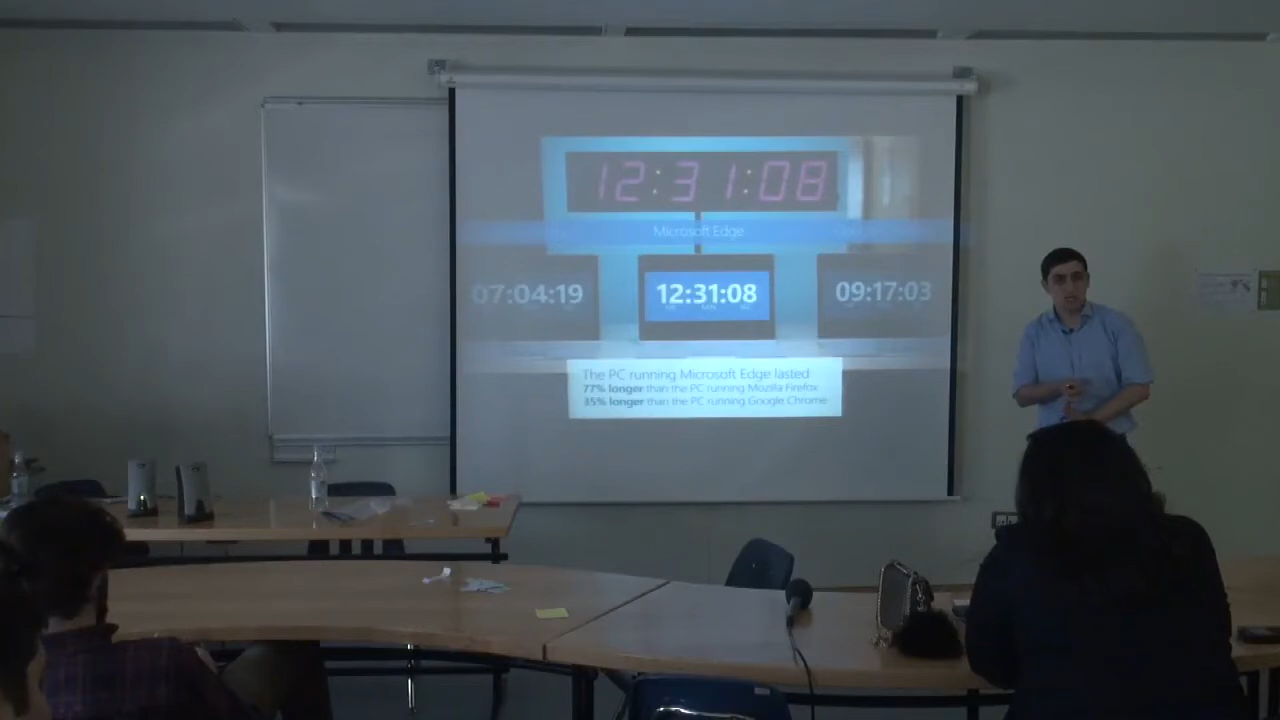 12:31:08
Microsoft Edge
07:04:19 12:31:08 09:17:03
The PC running Microsoft Edge lasted
77% longer than the PC running Mozilla Firefox
35% longer than the PC running Google Chrome